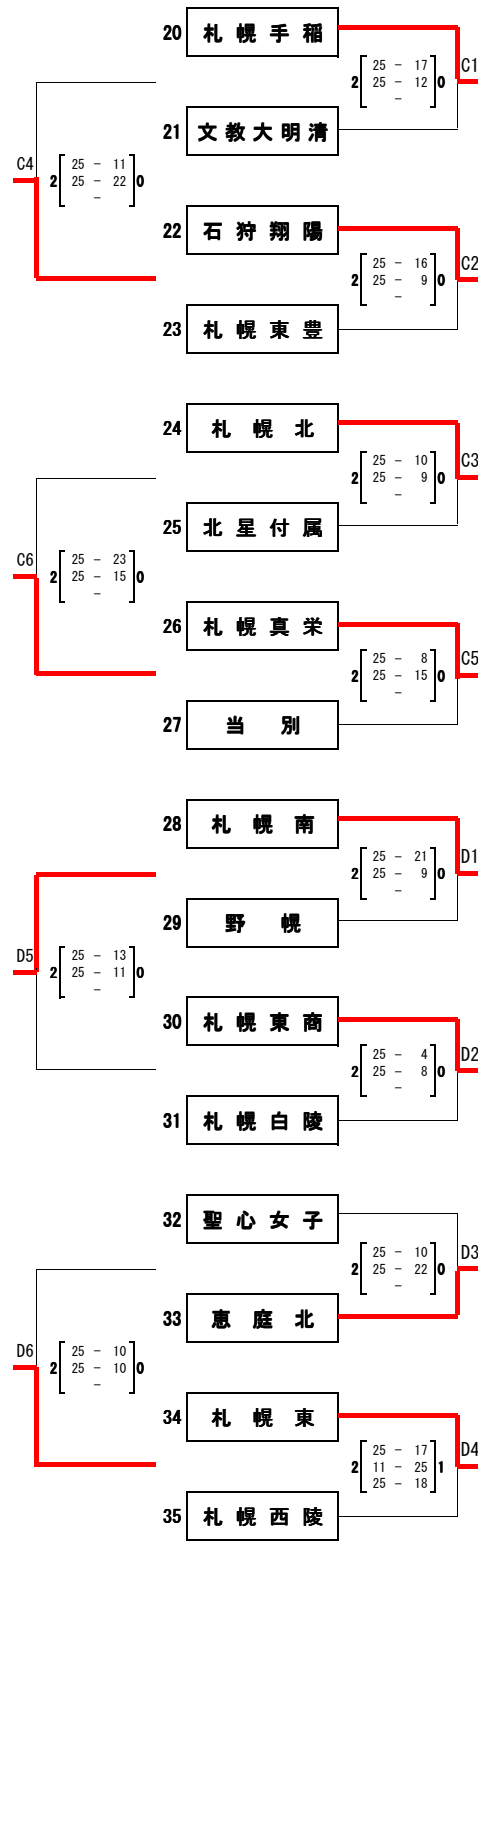 20 札幌手稲
2 25 － 17 0 C1
25 － 12
－
21 文教大明清
C4
2 25 － 11 0
25 － 22
－
22 石狩翔陽
2 25 － 16 0 C2
25 － 9
－
23 札幌東豊
24 札幌北
2 25 － 10 0 C3
25 － 9
－
25 北星付属
C6
2 25 － 23 0
25 － 15
－
26 札幌真栄
2 25 － 8 0 C5
25 － 15
－
27 当別
28 札幌南
2 25 － 21 0 D1
25 － 9
－
29 野幌
D5
2 25 － 13 0
25 － 11
－
30 札幌東商
2 25 － 4 0 D2
25 － 8
－
31 札幌白陵
32 聖心女子
2 25 － 10 0 D3
25 － 22
－
33 恵庭北
D6
2 25 － 10 0
25 － 10
－
34 札幌東
2 25 － 17 1 D4
11 － 25
25 － 18
35 札幌西陵